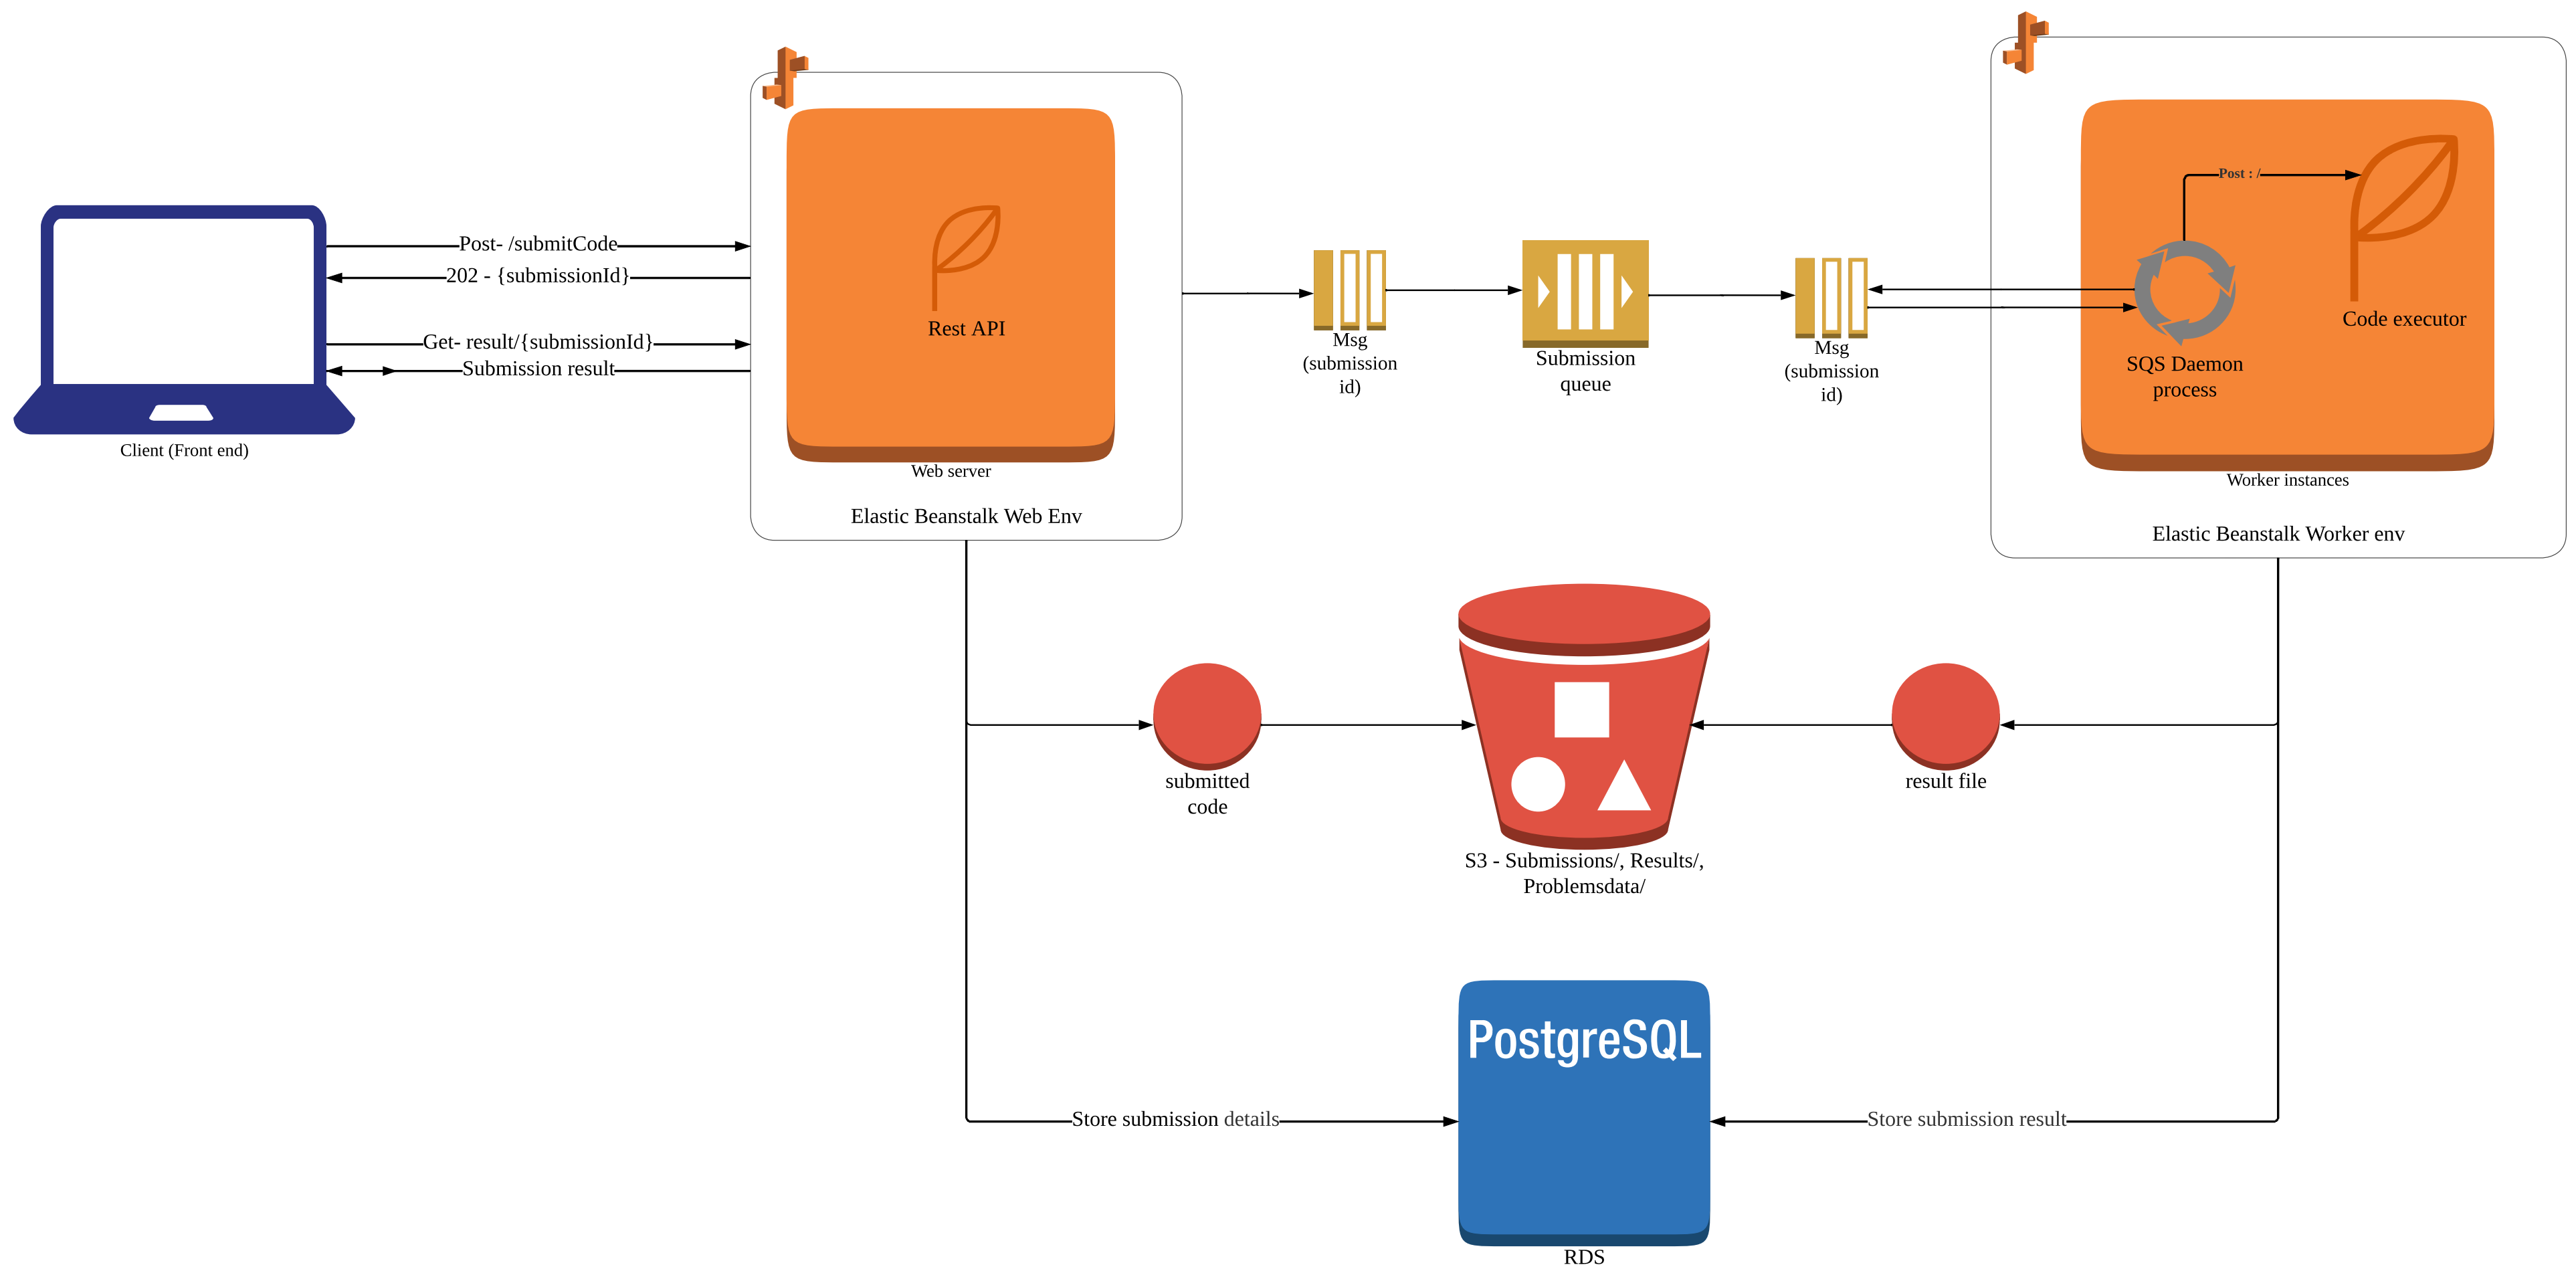 Post- /submitCode
202 - {submissionId}
Get- result/{submissionId}
Submission result
Client (Front end)
Rest API
Web server
Elastic Beanstalk Web Env
Msg
(submission
id)
Submission
queue
Msg
(submission
id)
Post : /
Code executor
SQS Daemon
process
Worker instances
Elastic Beanstalk Worker env
submitted
code
S3 - Submissions/, Results/,
Problemsdata/
result file
PostgreSQL
Store submission details
Store submission result
RDS